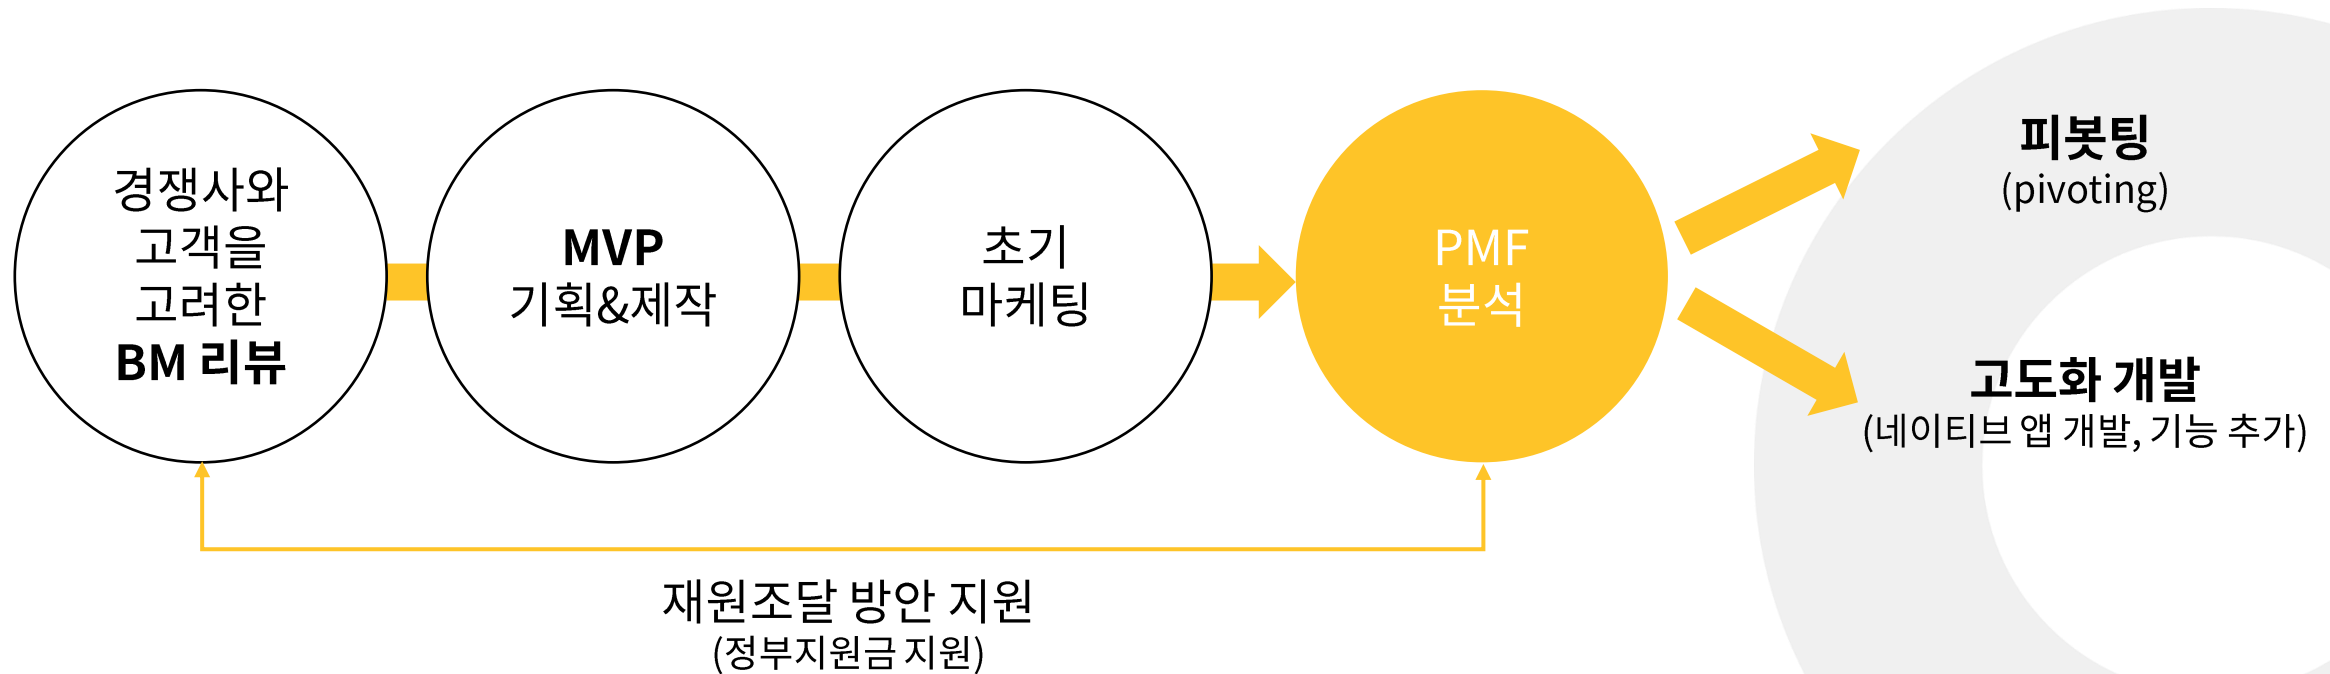 경쟁사와
고객을
고려한
BM 리뷰
MVP
기획&제작
초기
마케팅
PMF
분석
피봇팅
(pivoting)
고도화 개발
(네이티브 앱 개발, 기능 추가)
재원조달 방안 지원
(정부지원금 지원)